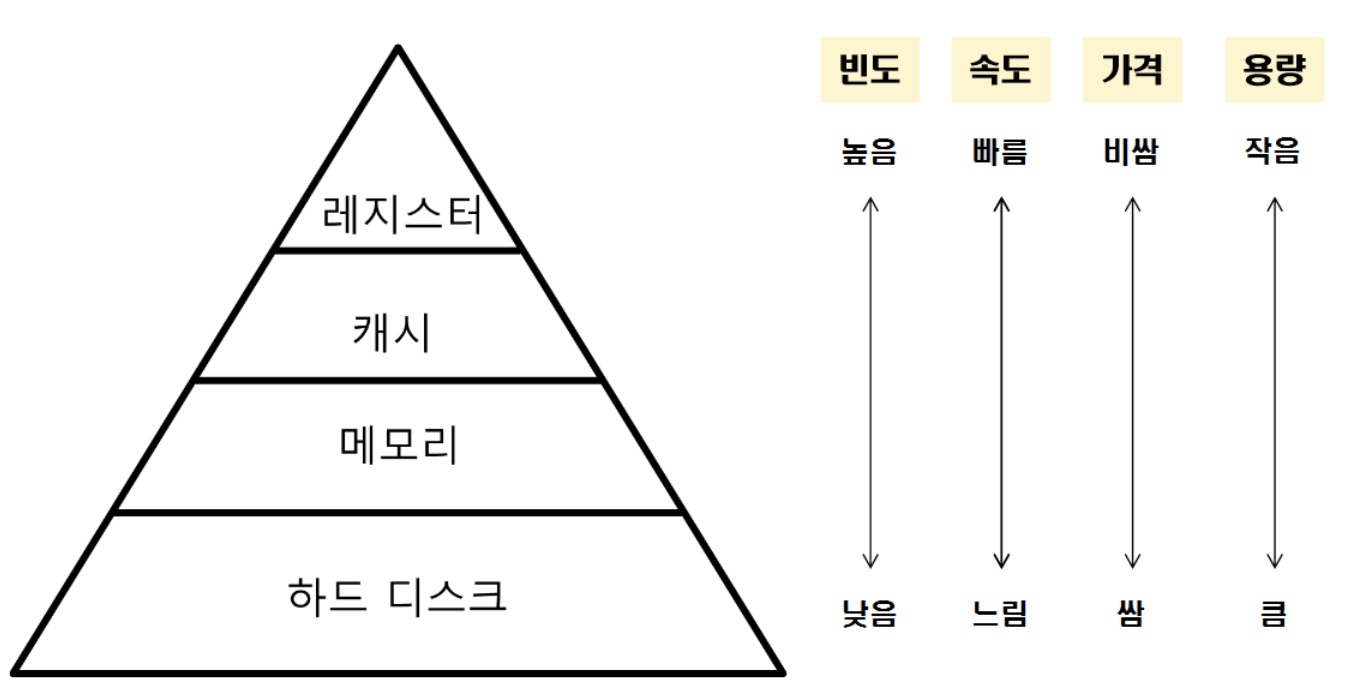 빈도 속도 가격 용량
높음 빠름 비쌈 작음
레지스터
캐시
메모리
하드 디스크
낮음 느림 쌈 큼